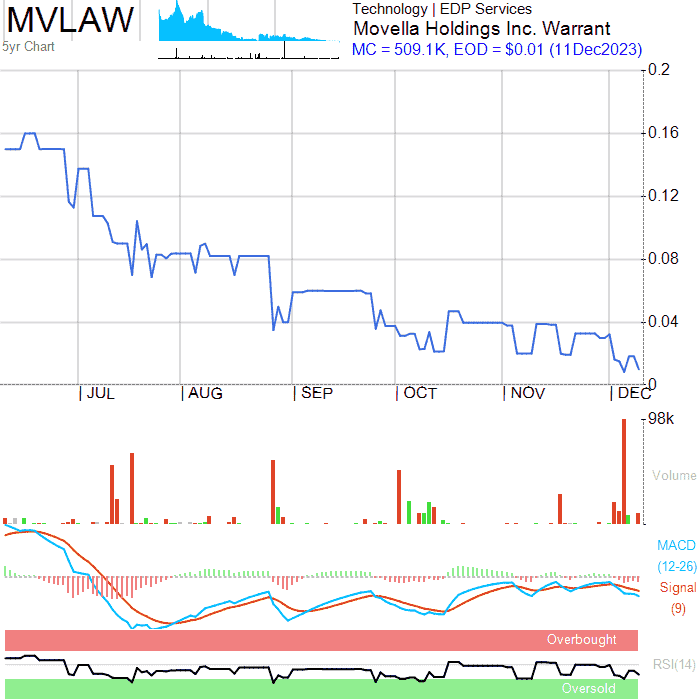 MVLAW
Technology | EDP Services
Movella Holdings Inc. Warrant
5yr Chart
MC = 509.1K, EOD = $0.01 (11Dec2023)
0.2
0.16
0.12
0.08
0.04
0
JUL AUG SEP OCT NOV DEC
98k
Volume
MACD
(12-26)
Signal
(9)
Overbought
RSI(14)
Oversold